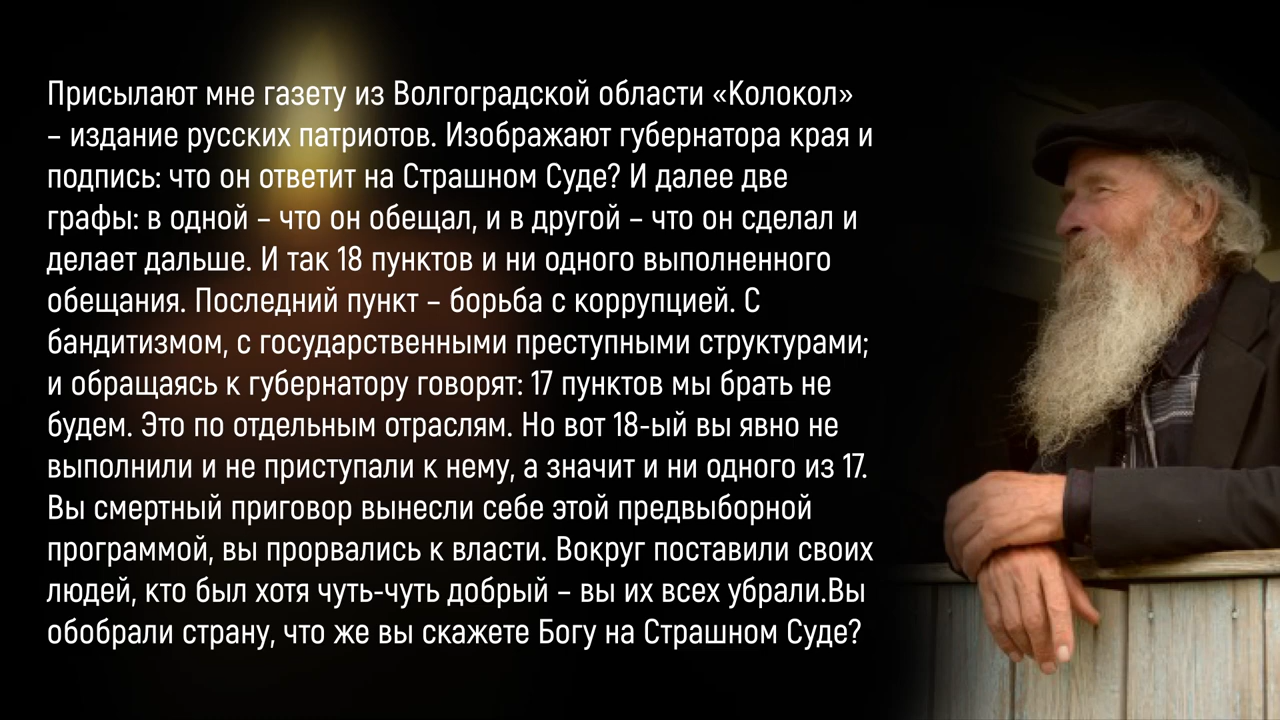 Присылают мне газету из Волгоградской области «Колокол»
– издание русских патриотов. Изображают губернатора края и
подпись: что он ответит на Страшном Суде? И далее две
графы: в одной – что он обещал, и в другой – что он сделал и
делает дальше. И так 18 пунктов и ни одного выполненного
обещания. Последний пункт – борьба с коррупцией. С
бандитизмом, с государственными преступными структурами;
и обращаясь к губернатору говорят: 17 пунктов мы брать не
будем. Это по отдельным отраслям. Но вот 18-ый вы явно не
выполнили и не приступали к нему, а значит и ни одного из 17.
Вы смертный приговор вынесли себе этой предвыборной
программой, вы прорвались к власти. Вокруг поставили своих
людей, кто был хотя чуть-чуть добрый – вы их всех убрали.Вы
обобрали страну, что же вы скажете Богу на Страшном Суде?